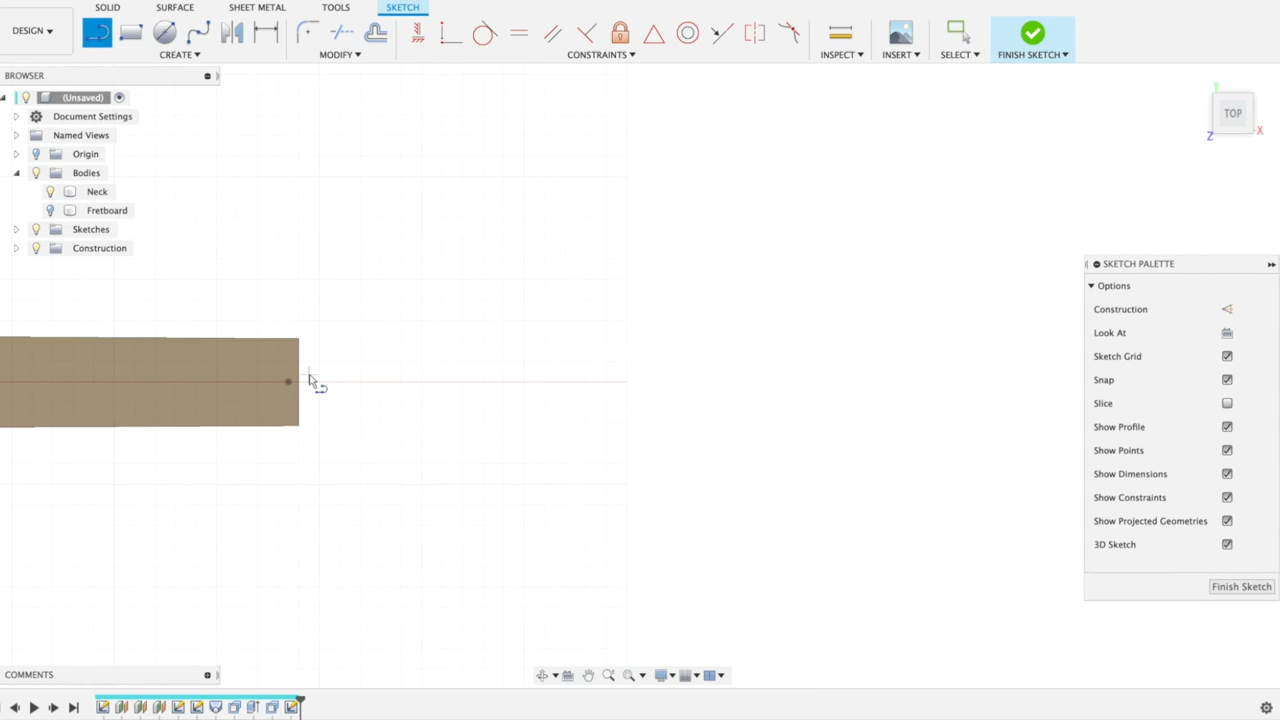 SOLID SURFACE SHEET METAL TOOLS SKETCH
DESIGN ▾
CREATE ▾ MODIFY ▾ CONSTRAINTS ▾ INSPECT ▾ INSERT ▾ SELECT ▾ FINISH SKETCH ▾
BROWSER
(Unsaved)
Document Settings
Named Views
Origin
Bodies
Neck
Fretboard
Sketches
Construction
TOP
Y
X
Z
SKETCH PALETTE
Options
Construction
Look At
Sketch Grid
Snap
Slice
Show Profile
Show Points
Show Dimensions
Show Constraints
Show Projected Geometries
3D Sketch
Finish Sketch
COMMENTS